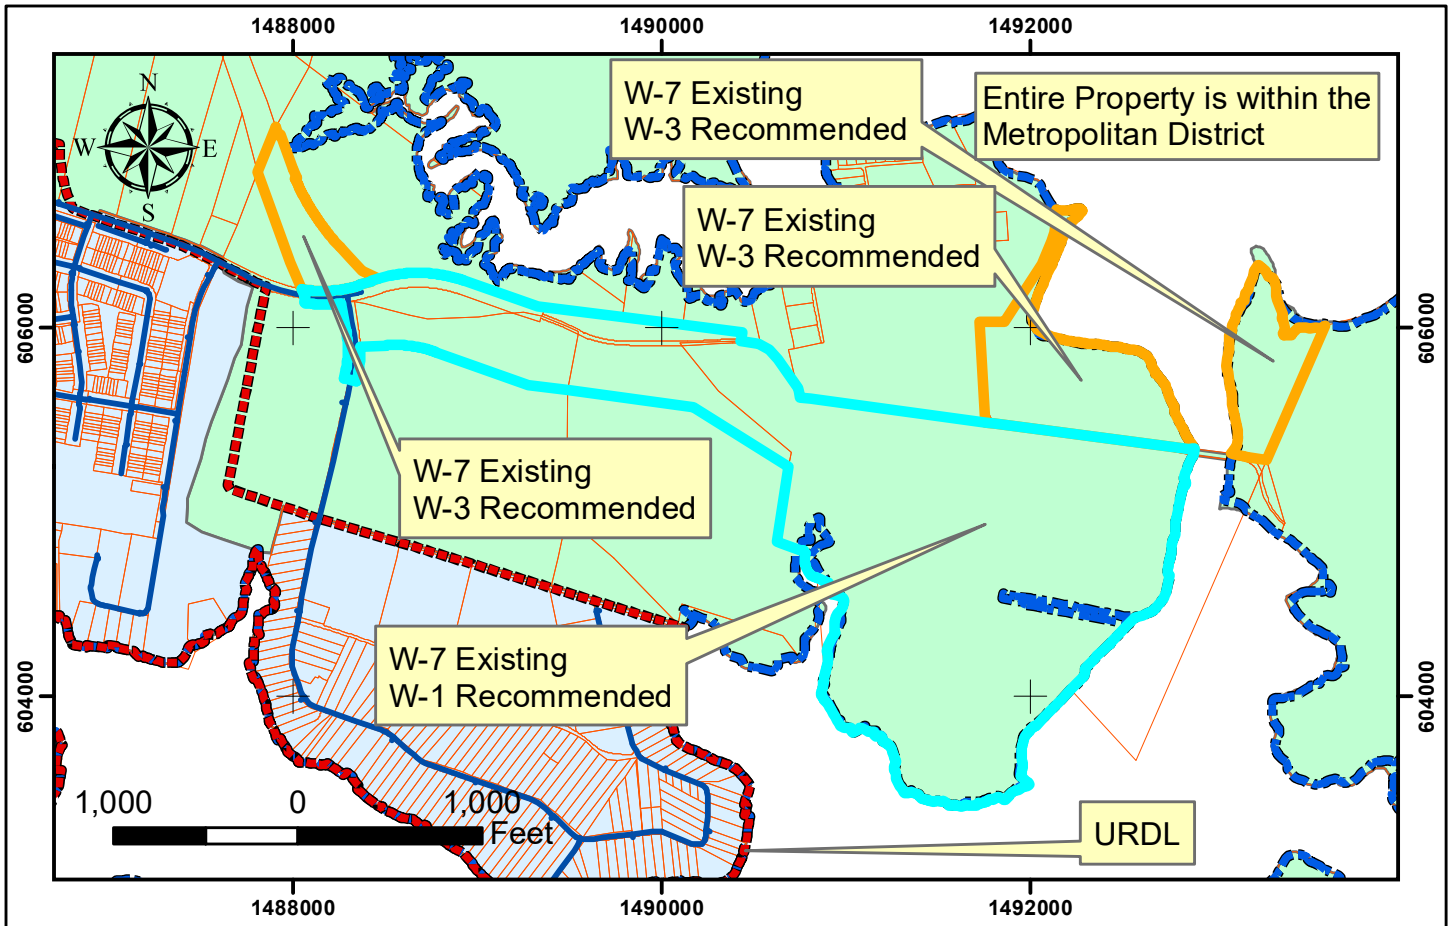 1488000
1490000
1492000
W-7 Existing
W-3 Recommended
Entire Property is within the
Metropolitan District
N
W
E
S
W-7 Existing
W-3 Recommended
606000
606000
W-7 Existing
W-3 Recommended
W-7 Existing
W-1 Recommended
604000
604000
1,000
0
1,000
Feet
URDL
1488000
1490000
1492000